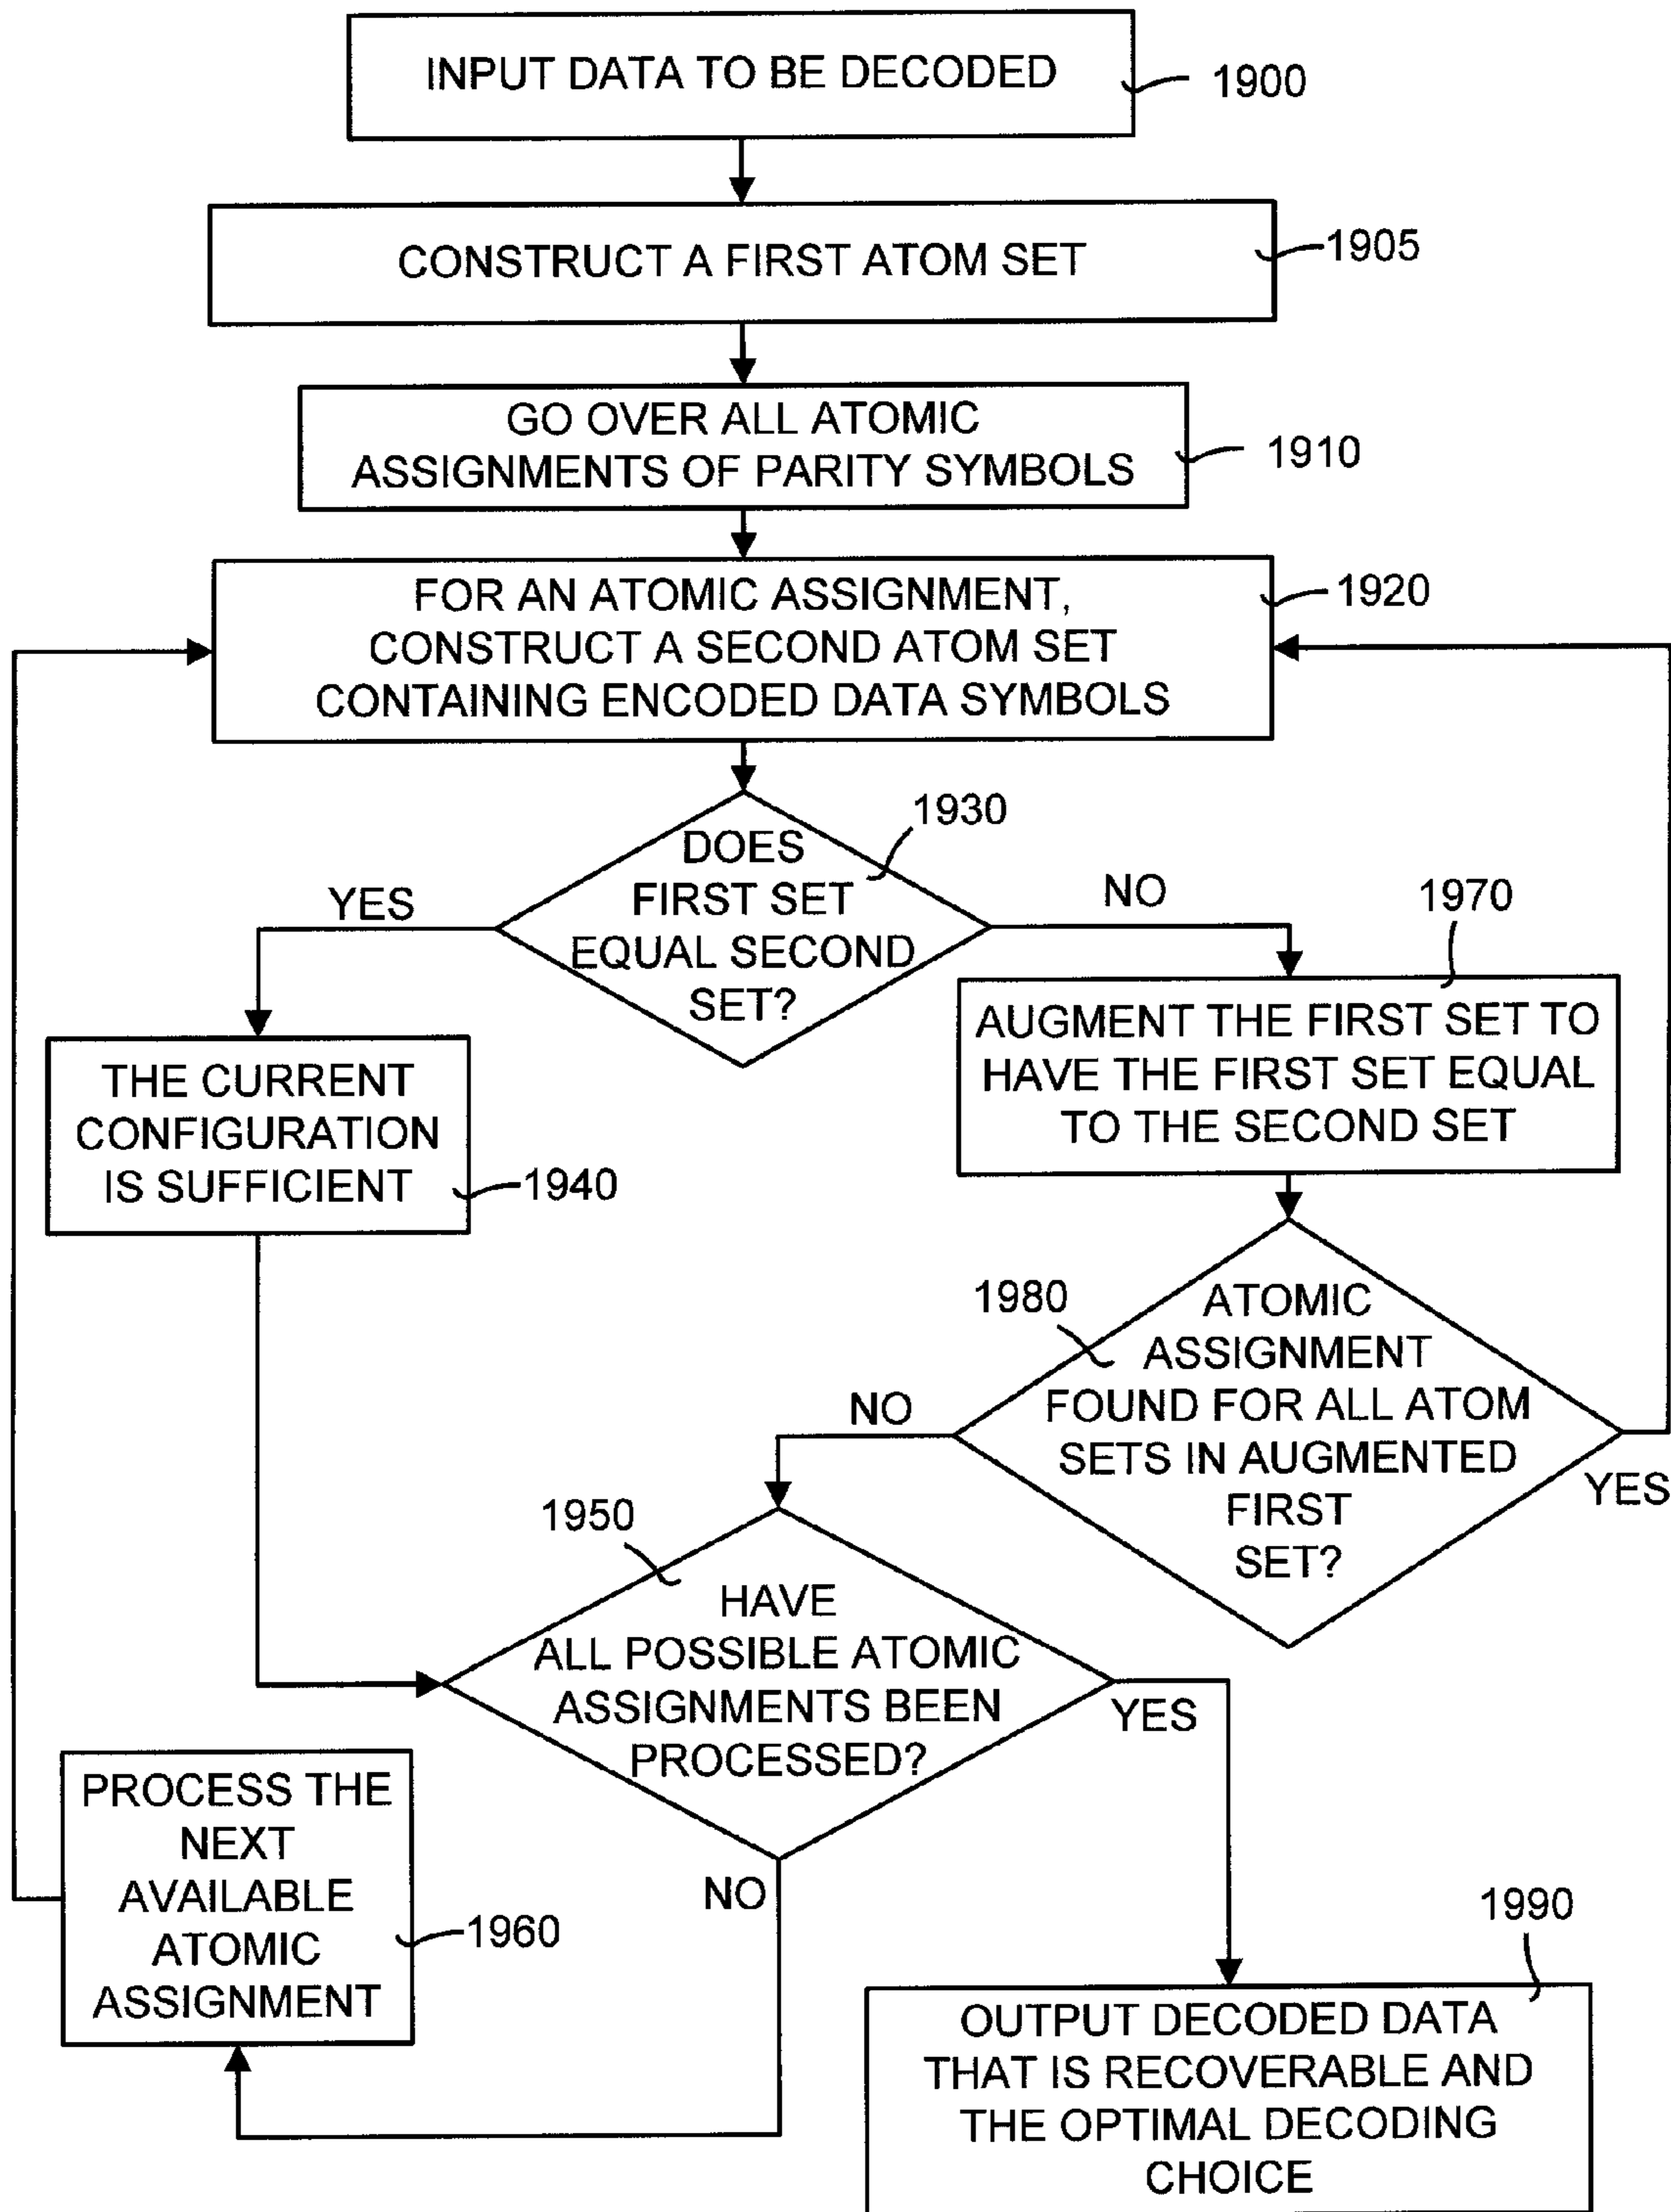 INPUT DATA TO BE DECODED
1900
CONSTRUCT A FIRST ATOM SET
1905
GO OVER ALL ATOMIC
ASSIGNMENTS OF PARITY SYMBOLS
1910
FOR AN ATOMIC ASSIGNMENT,
CONSTRUCT A SECOND ATOM SET
CONTAINING ENCODED DATA SYMBOLS
1920
1930
DOES
FIRST SET
EQUAL SECOND
SET?
YES
NO
1970
THE CURRENT
CONFIGURATION
IS SUFFICIENT
1940
AUGMENT THE FIRST SET TO
HAVE THE FIRST SET EQUAL
TO THE SECOND SET
1980
ATOMIC
ASSIGNMENT
FOUND FOR ALL ATOM
SETS IN AUGMENTED
FIRST
SET?
NO
YES
1950
HAVE
ALL POSSIBLE ATOMIC
ASSIGNMENTS BEEN
PROCESSED?
YES
NO
PROCESS THE
NEXT
AVAILABLE
ATOMIC
ASSIGNMENT
1960
1990
OUTPUT DECODED DATA
THAT IS RECOVERABLE AND
THE OPTIMAL DECODING
CHOICE